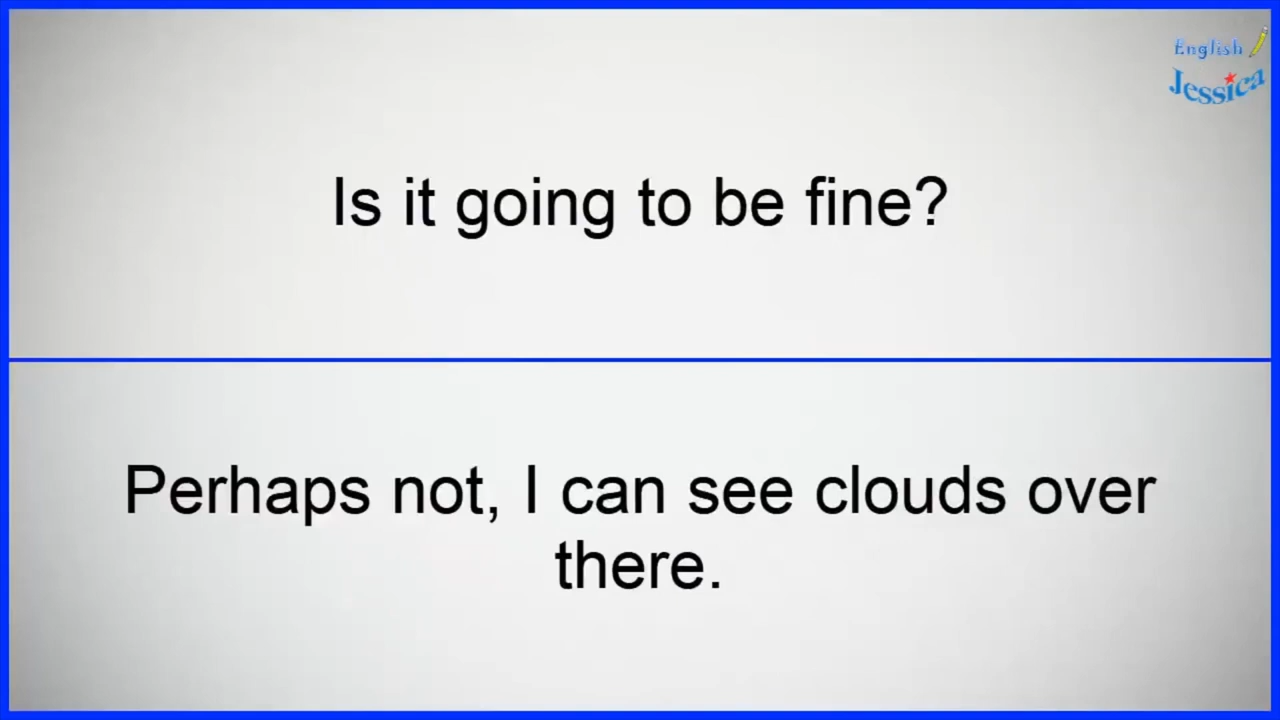 English
Jessica
Is it going to be fine?
Perhaps not, I can see clouds over
there.